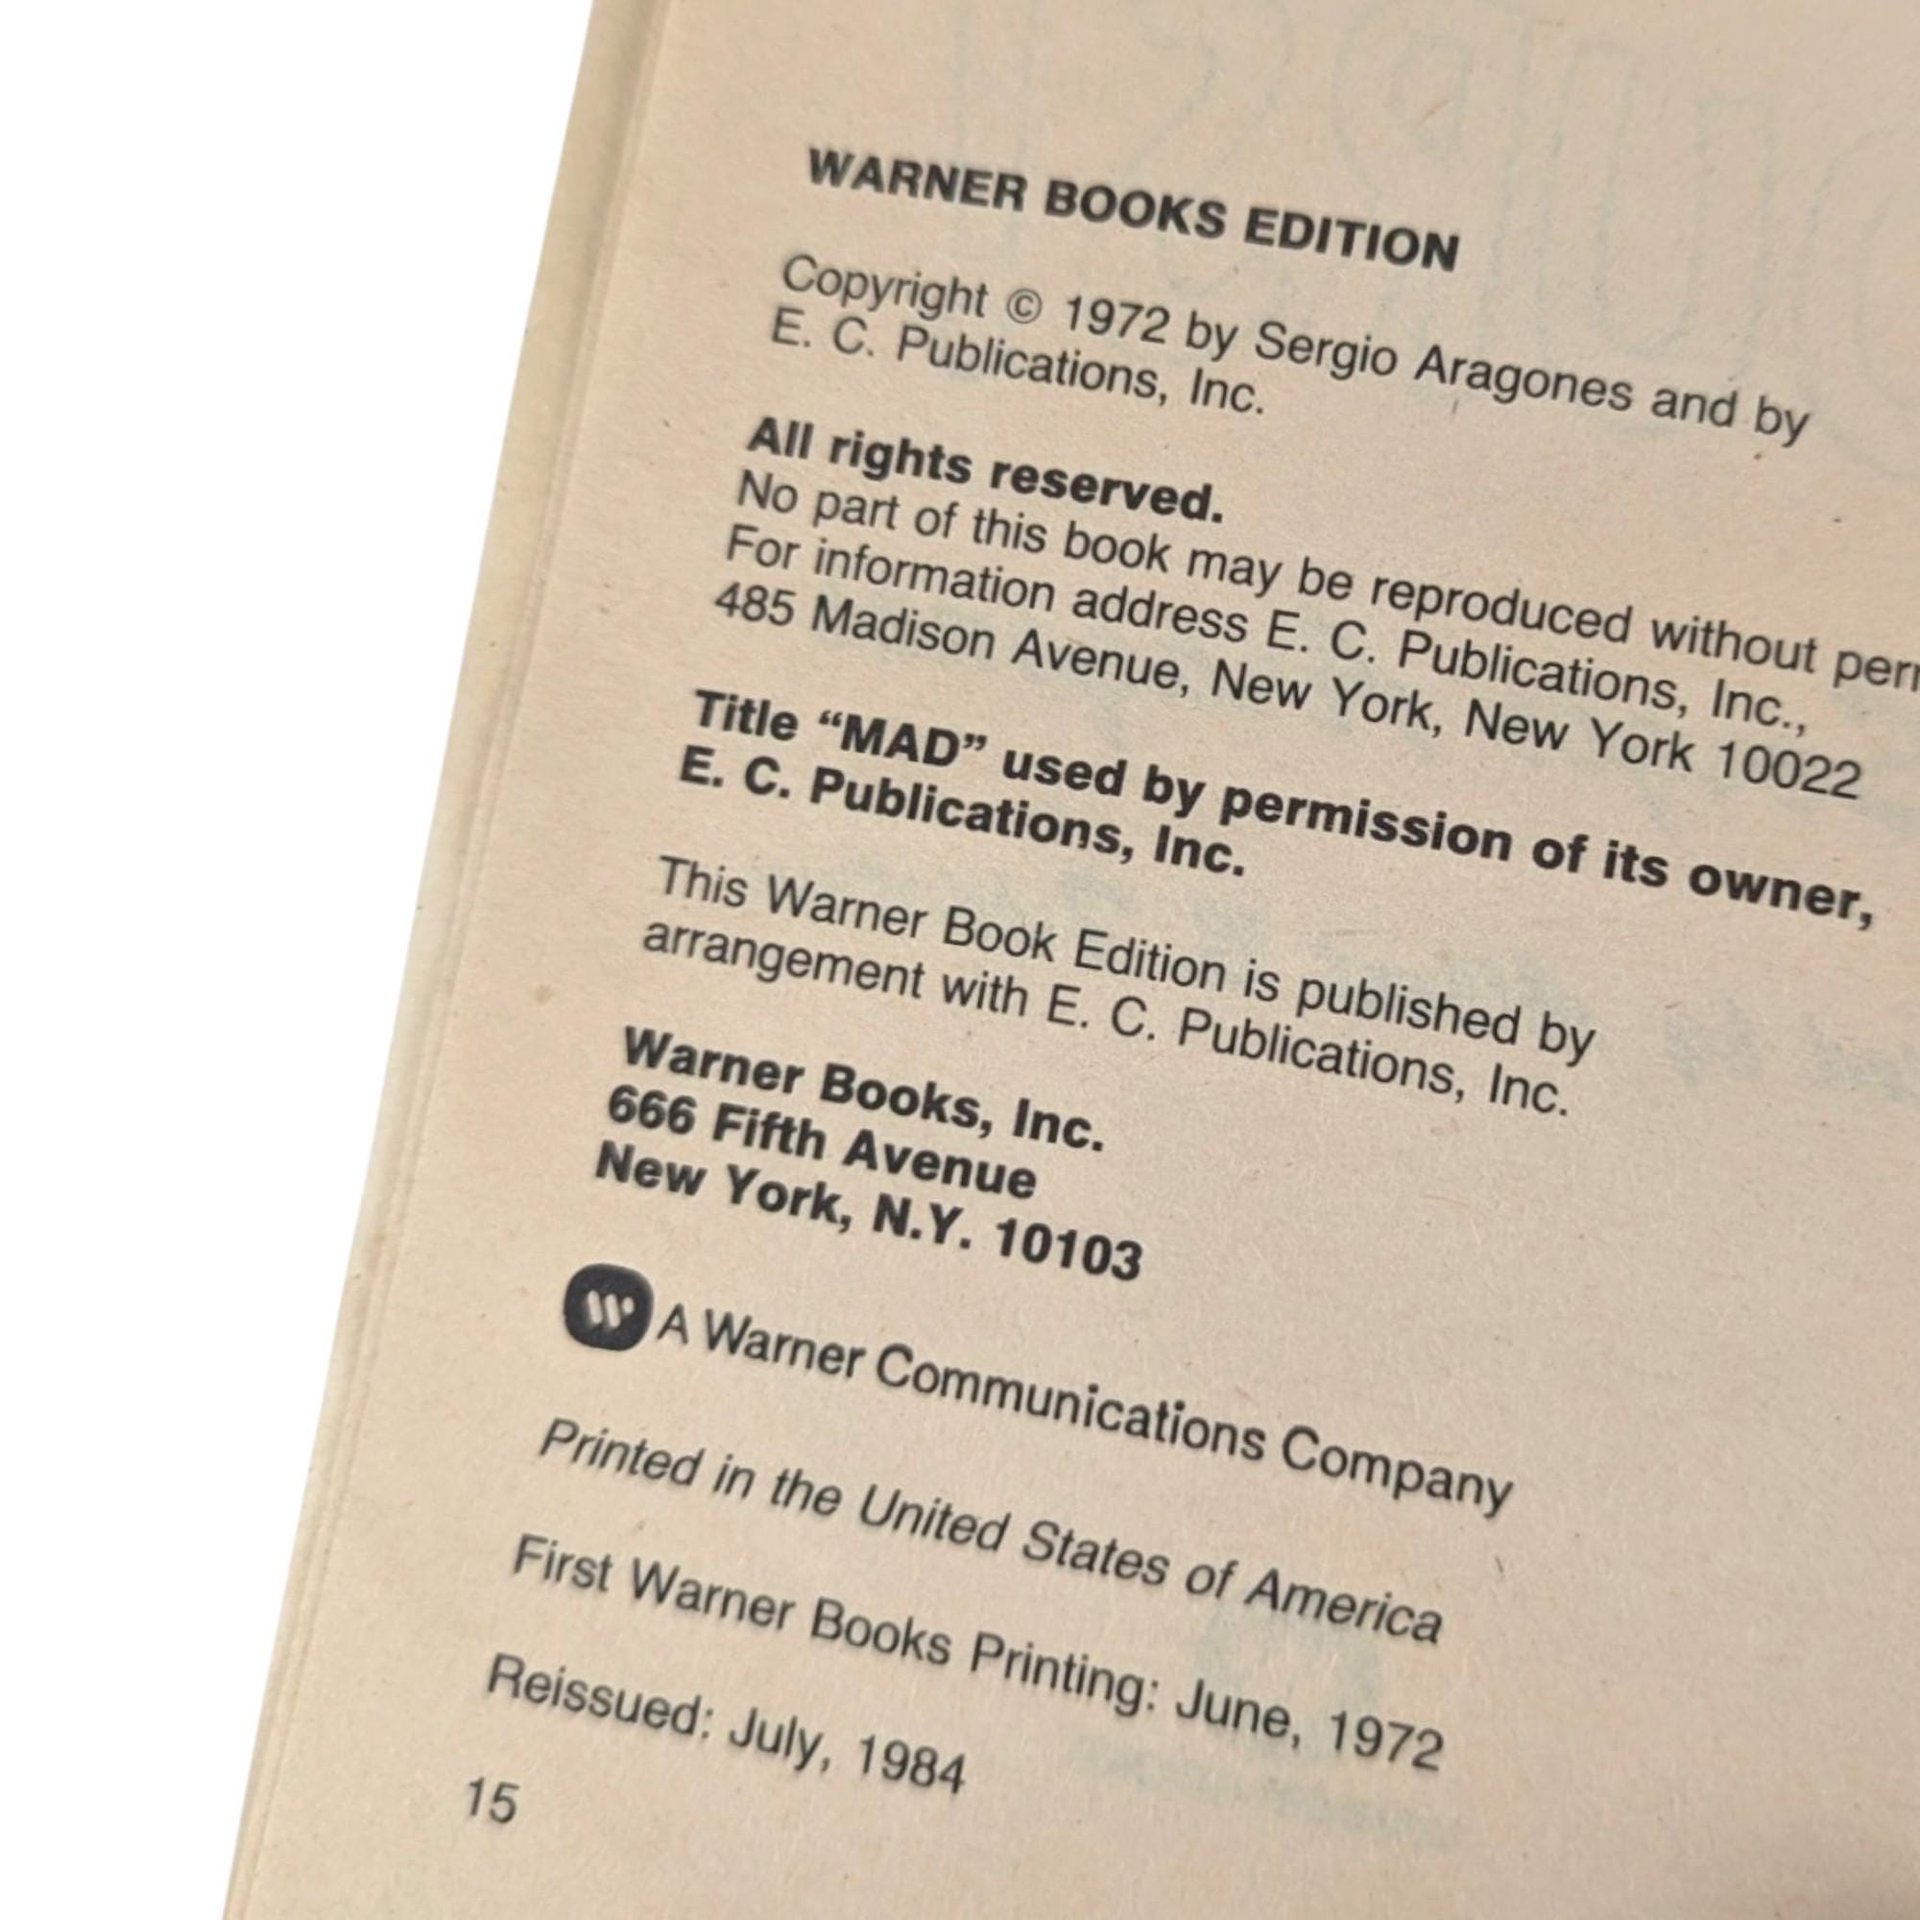 WARNER BOOKS EDITION
Copyright © 1972 by Sergio Aragones and by
E. C. Publications, Inc.
All rights reserved.
No part of this book may be reproduced without
For information address E. C. Publications, Inc.,
485 Madison Avenue, New York, New York 10022
Title “MAD” used by permission of its owner,
E. C. Publications, Inc.
This Warner Book Edition is published by
arrangement with E. C. Publications, Inc.
Warner Books, Inc.
666 Fifth Avenue
New York, N.Y. 10103
A Warner Communications Company
Printed in the United States of America
First Warner Books Printing: June, 1972
Reissued: July, 1984
15